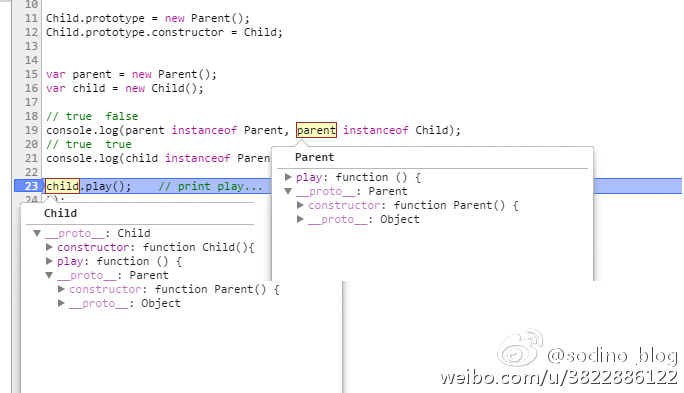 10
11 Child.prototype = new Parent();
12 Child.prototype.constructor = Child;
13
14
15 var parent = new Parent();
16 var child = new Child();
17
18 // true  false
19 console.log(parent instanceof Parent, parent instanceof Child);
20 // true  true
21 console.log(child instanceof Paren
22
23 child.play();    // print play...
24
Parent
play: function () {
__proto__: Parent
constructor: function Parent() {
__proto__: Object
Child
__proto__: Child
constructor: function Child(){
play: function () {
__proto__: Parent
constructor: function Parent() {
__proto__: Object
@sodino_blog
weibo.com/u/3822886122